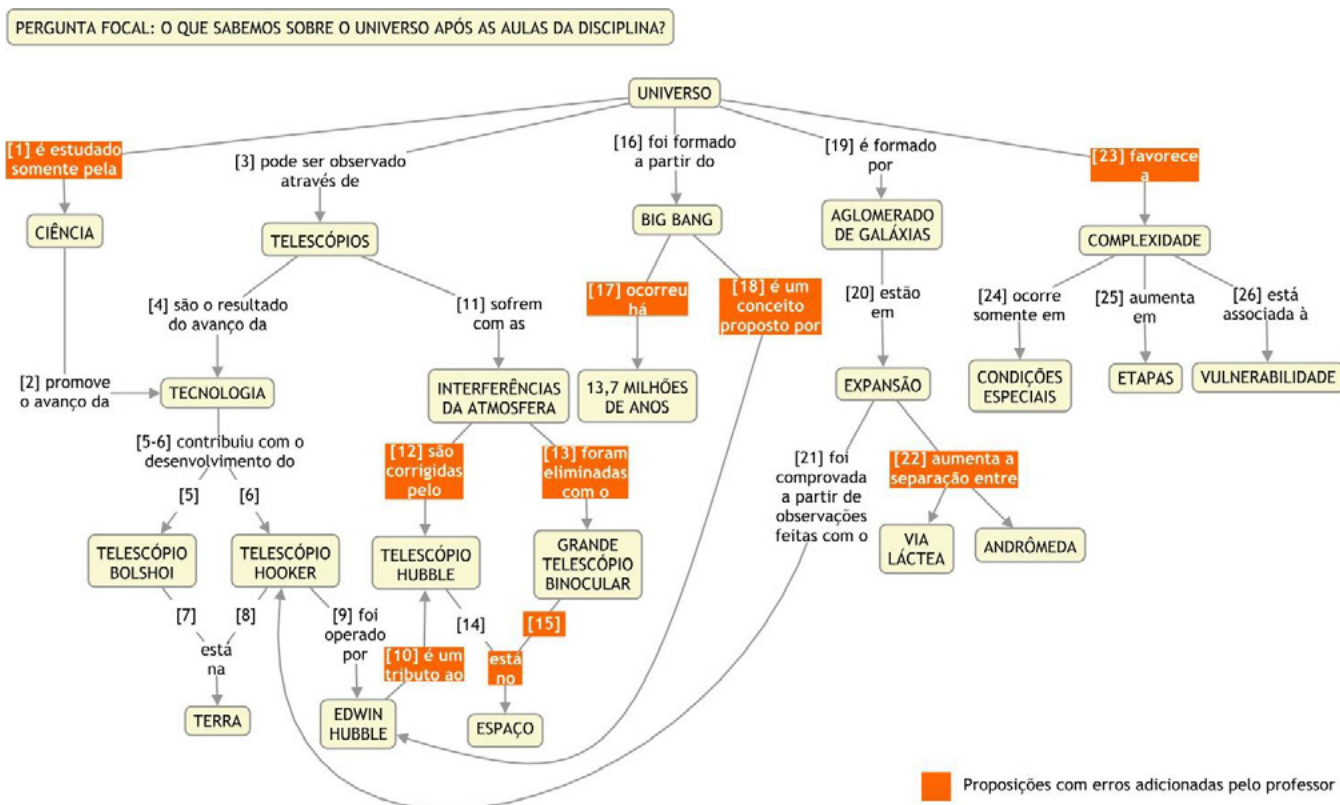 PERGUNTA FOCAL: O QUE SABEMOS SOBRE O UNIVERSO APÓS AS AULAS DA DISCIPLINA?
UNIVERSO
[1] é estudado
somente pela
[3] pode ser observado
através de
[16] foi formado
a partir do
[19] é formado
por
[23] favorece
a
CIÊNCIA
TELESCÓPIOS
BIG BANG
AGLOMERADO
DE GALÁXIAS
COMPLEXIDADE
[4] são o resultado
do avanço da
[11] sofrem
com as
[17] ocorreu
há
[18] é um
conceito
proposto por
[20] estão
em
[24] ocorre
somente em
[25] aumenta
em
[26] está
associada à
[2] promove
o avanço da
TECNOLOGIA
INTERFERÊNCIAS
DA ATMOSFERA
13,7 MILHÕES
DE ANOS
EXPANSÃO
CONDIÇÕES
ESPECIAIS
ETAPAS
VULNERABILIDADE
[5-6] contribuiu com o
desenvolvimento do
[12] são
corrigidas
pelo
[13] foram
eliminadas
com o
[21] foi
comprovada
a partir de
observações
feitas com o
[22] aumenta a
separação entre
[5]
[6]
TELESCÓPIO
BOLSHOI
TELESCÓPIO
HOOKER
TELESCÓPIO
HUBBLE
GRANDE
TELESCÓPIO
BINOCULAR
VIA
LÁCTEA
ANDRÔMEDA
[7]
[8]
está
na
[9] foi
operado
por
[10] é um
tributo ao
[14]
[15]
está
no
TERRA
EDWIN
HUBBLE
ESPAÇO
Proposições com erros adicionadas pelo professor